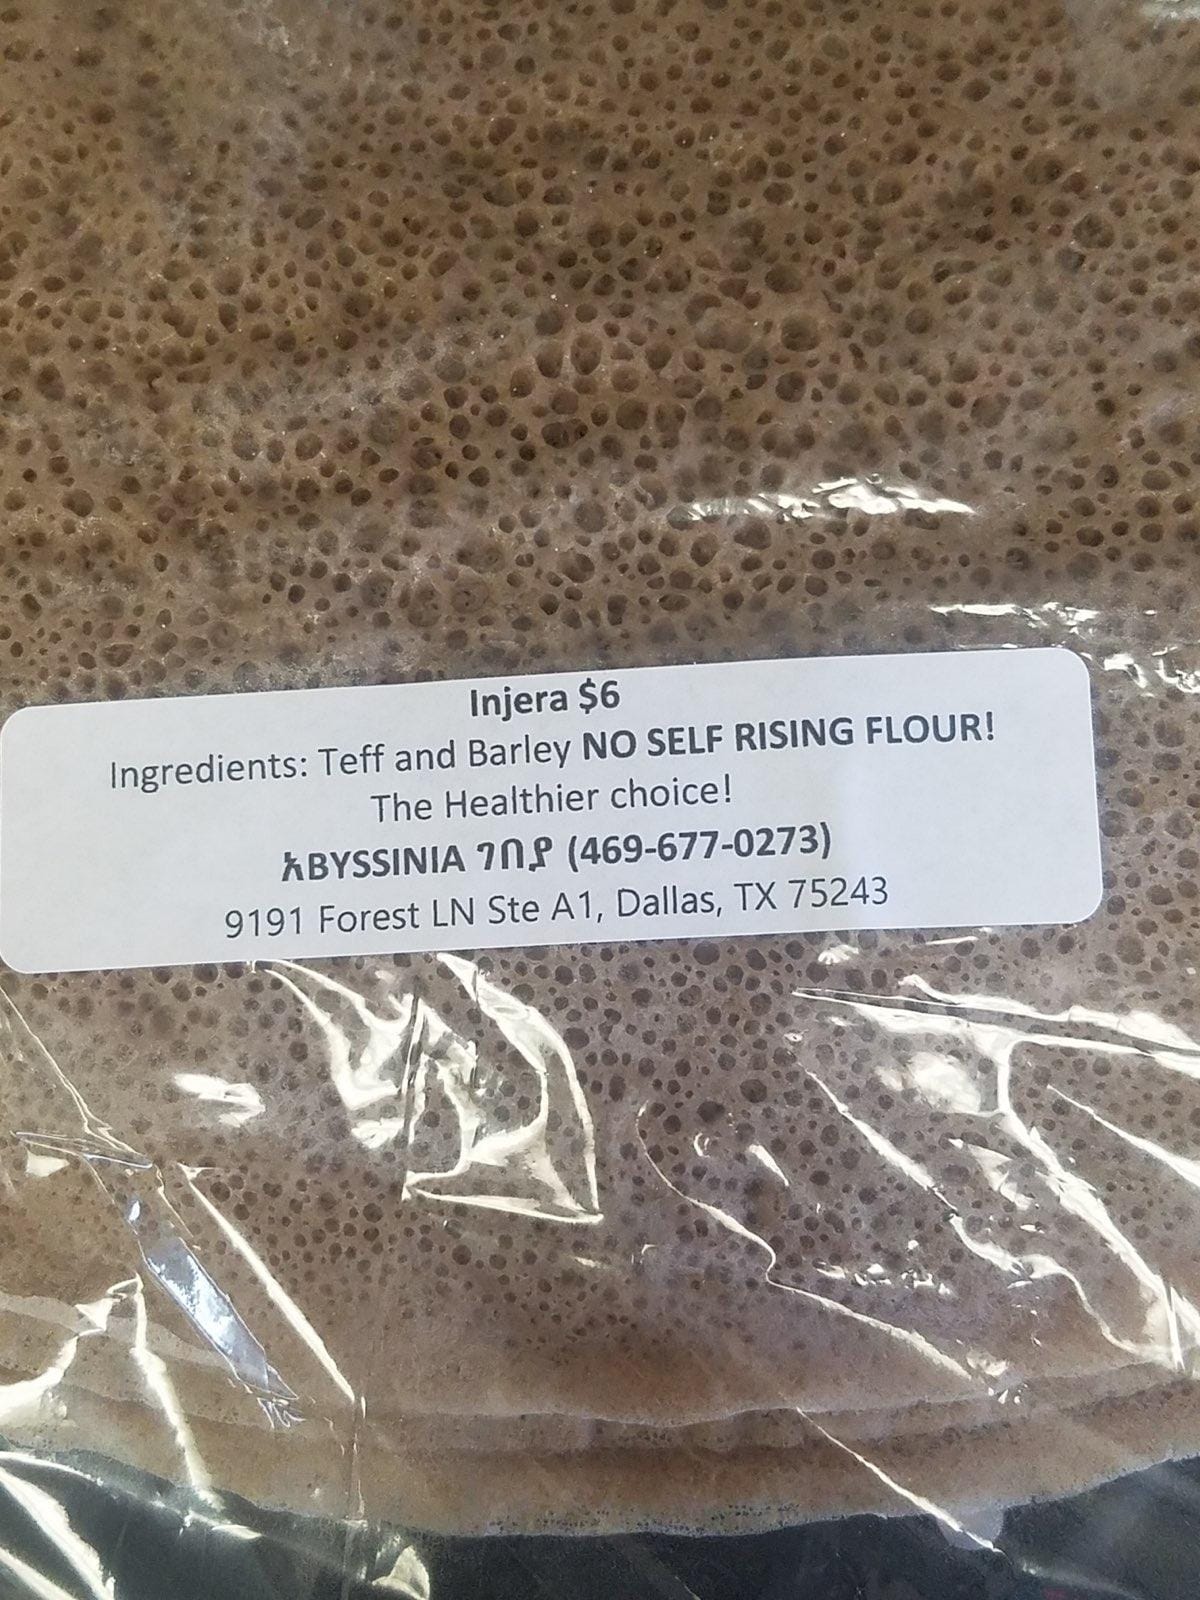 Injera $6
Ingredients: Teff and Barley NO SELF RISING FLOUR!
The Healthier choice!
አBYSSINIA ገበያ (469-677-0273)
9191 Forest LN Ste A1, Dallas, TX 75243